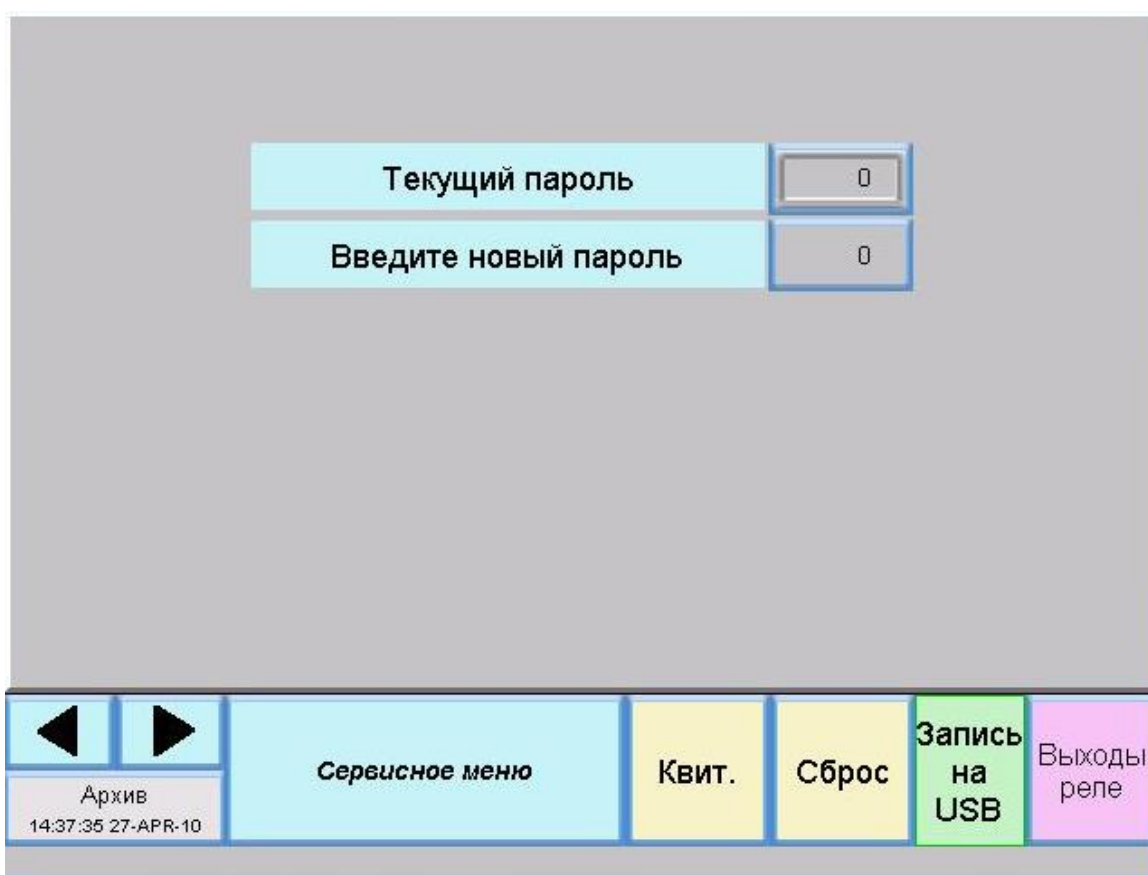 Текущий пароль 0
Введите новый пароль 0
Архив
14:37:35 27-APR-10
Сервисное меню
Квит.
Сброс
Запись
на
USB
Выходы
реле